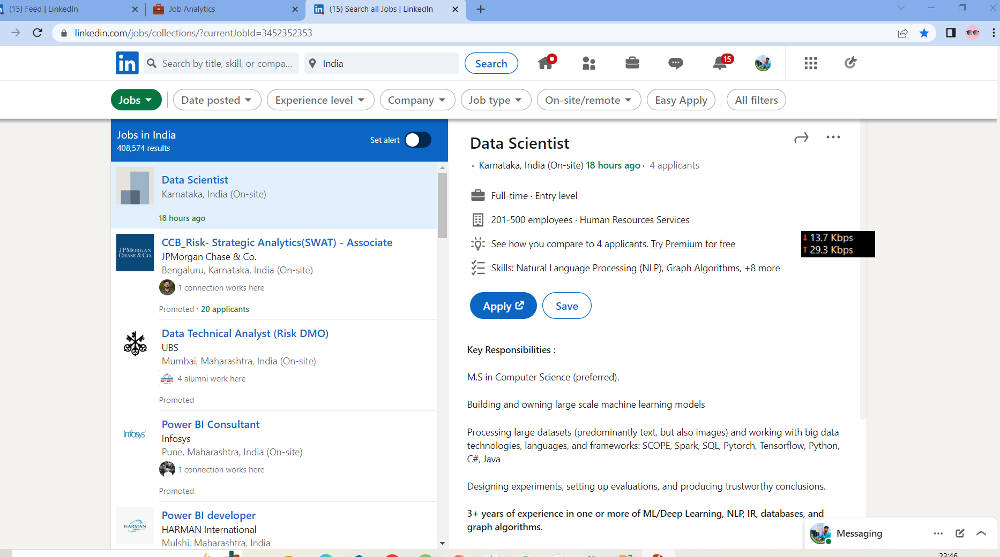 (15) Feed | LinkedIn
Job Analytics
(15) Search all Jobs | LinkedIn
linkedin.com/jobs/collections/?currentJobId=3452352353
in
Search by title, skill, or compa...
India
Search
15
Jobs
Date posted
Experience level
Company
Job type
On-site/remote
Easy Apply
All filters
Jobs in India
408,574 results
Set alert
Data Scientist
Karnataka, India (On-site)
18 hours ago
JPMORGAN
CHASE & CO.
CCB_Risk- Strategic Analytics(SWAT) - Associate
JPMorgan Chase & Co.
Bengaluru, Karnataka, India (On-site)
1 connection works here
Promoted · 20 applicants
Data Technical Analyst (Risk DMO)
UBS
Mumbai, Maharashtra, India (On-site)
MIT-WPU
4 alumni work here
Promoted
Infosys
Power BI Consultant
Infosys
Pune, Maharashtra, India (On-site)
1 connection works here
Promoted
HARMAN
Power BI developer
HARMAN International
Mulshi, Maharashtra, India
Data Scientist
· Karnataka, India (On-site) 18 hours ago · 4 applicants
Full-time · Entry level
201-500 employees · Human Resources Services
See how you compare to 4 applicants. Try Premium for free
Skills: Natural Language Processing (NLP), Graph Algorithms, +8 more
13.7 Kbps
29.3 Kbps
Apply
Save
Key Responsibilities :
M.S in Computer Science (preferred).
Building and owning large scale machine learning models
Processing large datasets (predominantly text, but also images) and working with big data
technologies, languages, and frameworks: SCOPE, Spark, SQL, Pytorch, Tensorflow, Python,
C#, Java
Designing experiments, setting up evaluations, and producing trustworthy conclusions.
3+ years of experience in one or more of ML/Deep Learning, NLP, IR, databases, and
graph algorithms.
Messaging
23:46